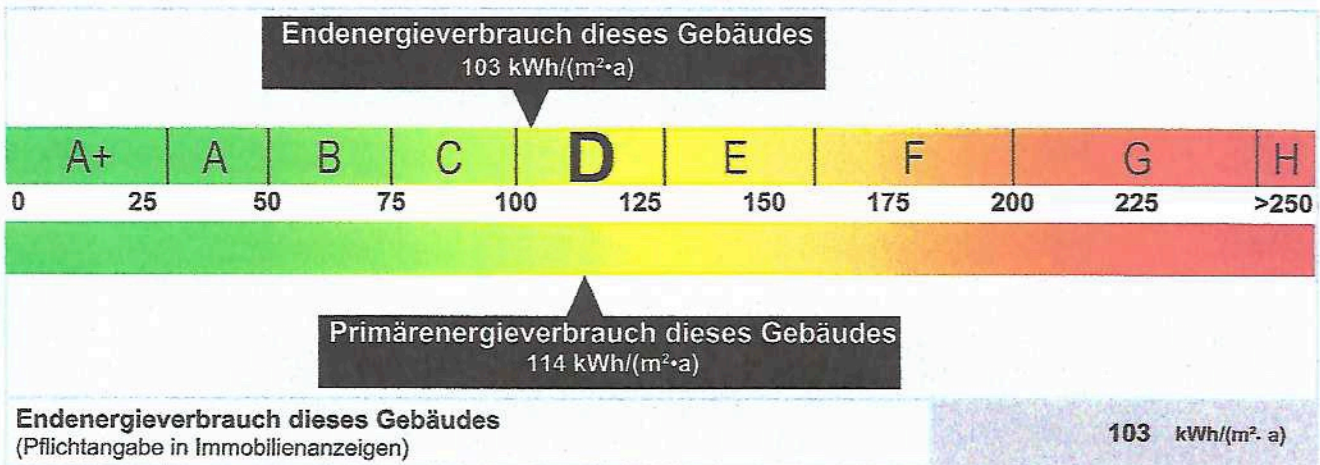 Endenergieverbrauch dieses Gebäudes
103 kWh/(m²•a)
A+ A B C D E F G H
0 25 50 75 100 125 150 175 200 225 >250
Primärenergieverbrauch dieses Gebäudes
114 kWh/(m²•a)
Endenergieverbrauch dieses Gebäudes
(Pflichtangabe in Immobilienanzeigen)
103 kWh/(m²· a)